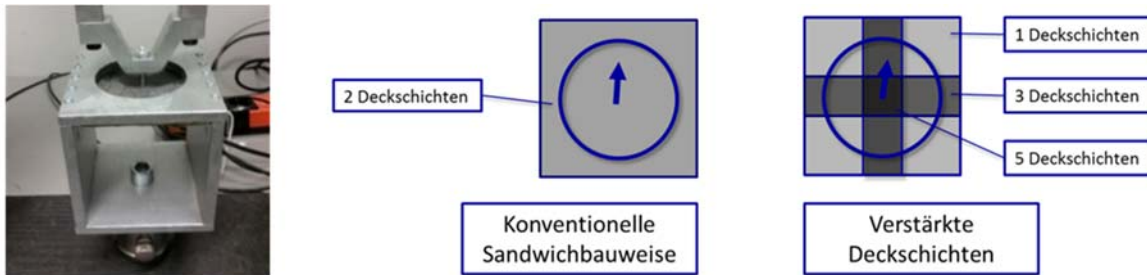 2 Deckschichten
Konventionelle
Sandwichbauweise
1 Deckschichten
3 Deckschichten
5 Deckschichten
Verstärkte
Deckschichten